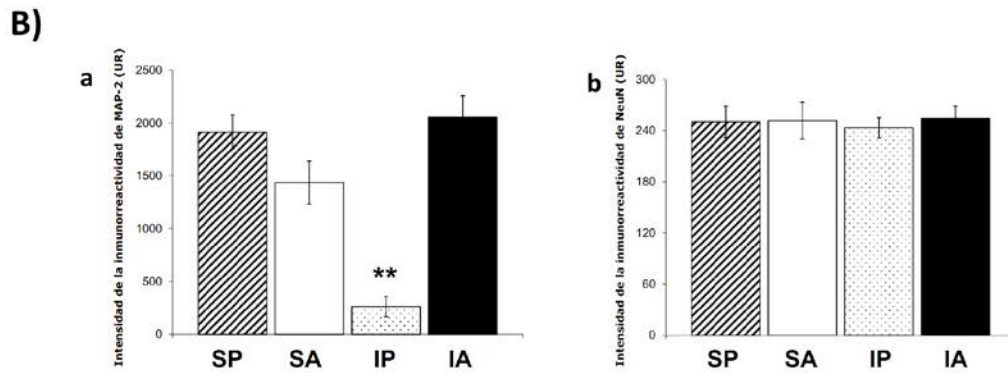 B)
a
Intensidad de la inmunorreactividad de MAP-2 (UR)
2500
2000
1500
1000
500
0
**
SP SA IP IA
b
Intensidad de la inmunorreactividad de NeuN (UR)
300
240
180
120
60
0
SP SA IP IA